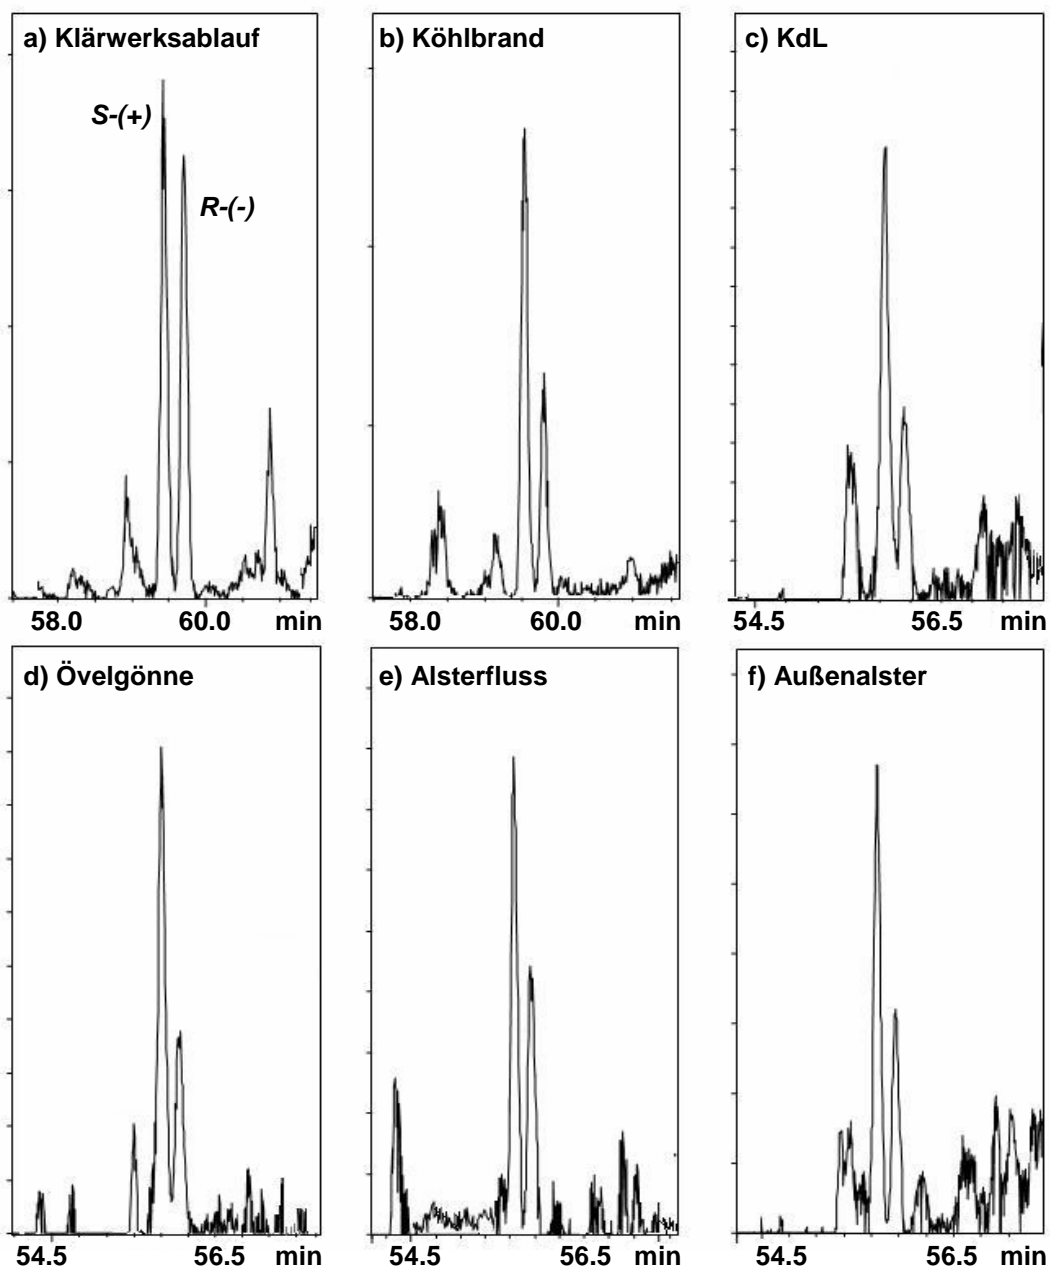 a) Klärwerksablauf
S-(+)
R-(-)
58.0 60.0 min
b) Köhlbrand
58.0 60.0 min
c) KdL
54.5 56.5 min
d) Övelgönne
54.5 56.5 min
e) Alsterfluss
54.5 56.5 min
f) Außenalster
54.5 56.5 min